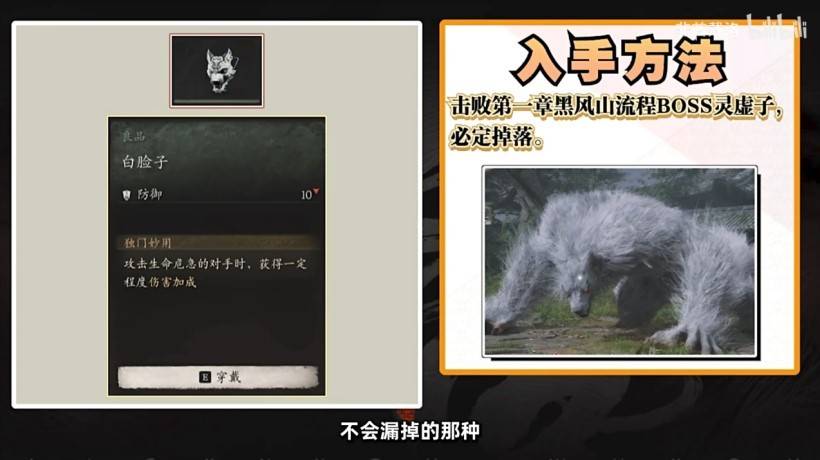 bilibili
入手方法
击败第一章黑风山流程BOSS灵虚子，
必定掉落。
良品
白脸子
防御 10
独门妙用
攻击生命危急的对手时，获得一定
程度伤害加成
E 穿戴
不会漏掉的那种